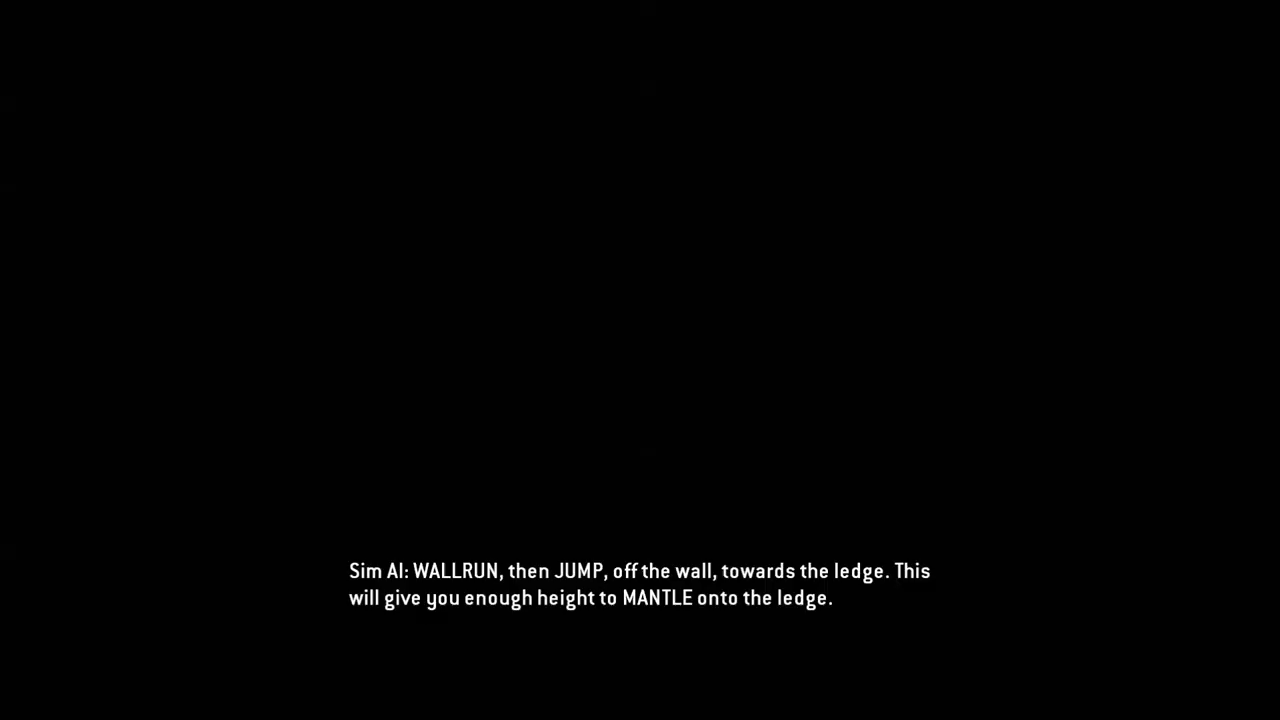 Sim AI: WALLRUN, then JUMP, off the wall, towards the ledge. This
will give you enough height to MANTLE onto the ledge.